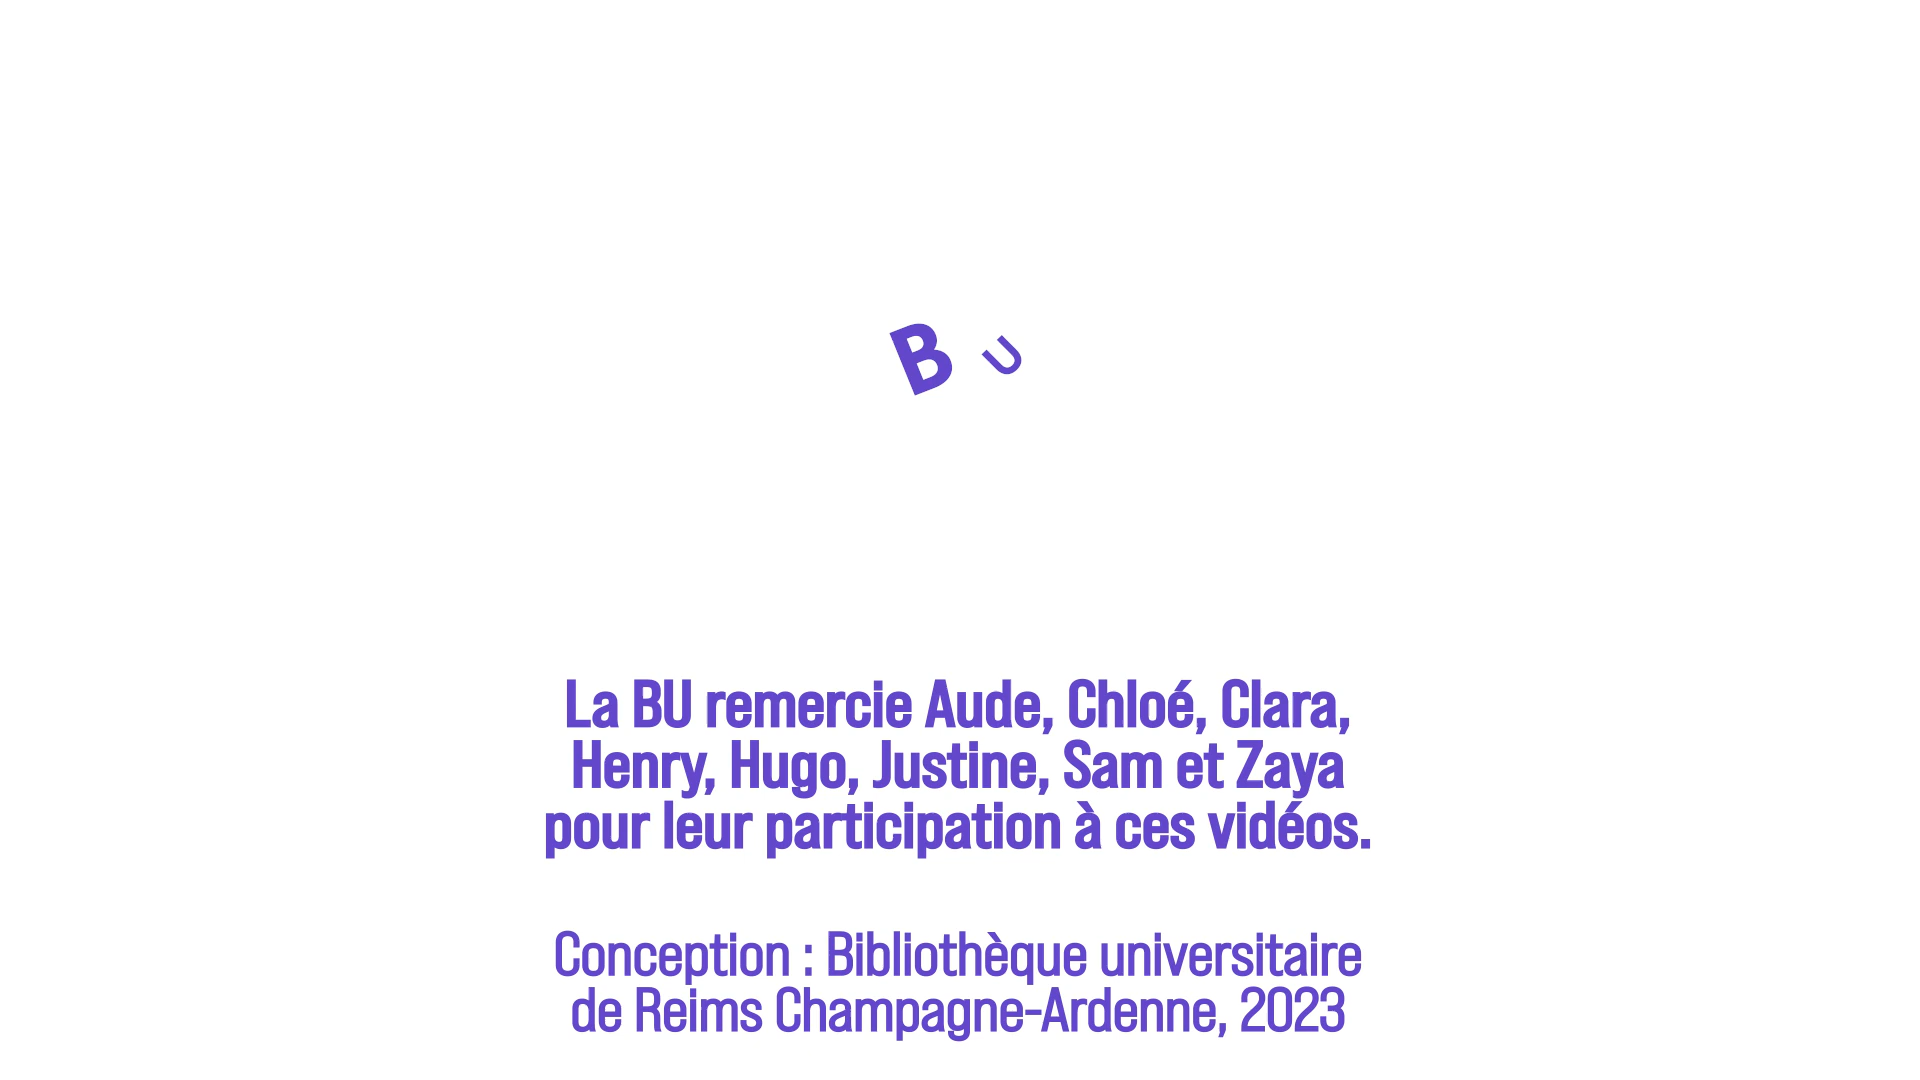 B U
La BU remercie Aude, Chloé, Clara,
Henry, Hugo, Justine, Sam et Zaya
pour leur participation à ces vidéos.
Conception : Bibliothèque universitaire
de Reims Champagne-Ardenne, 2023